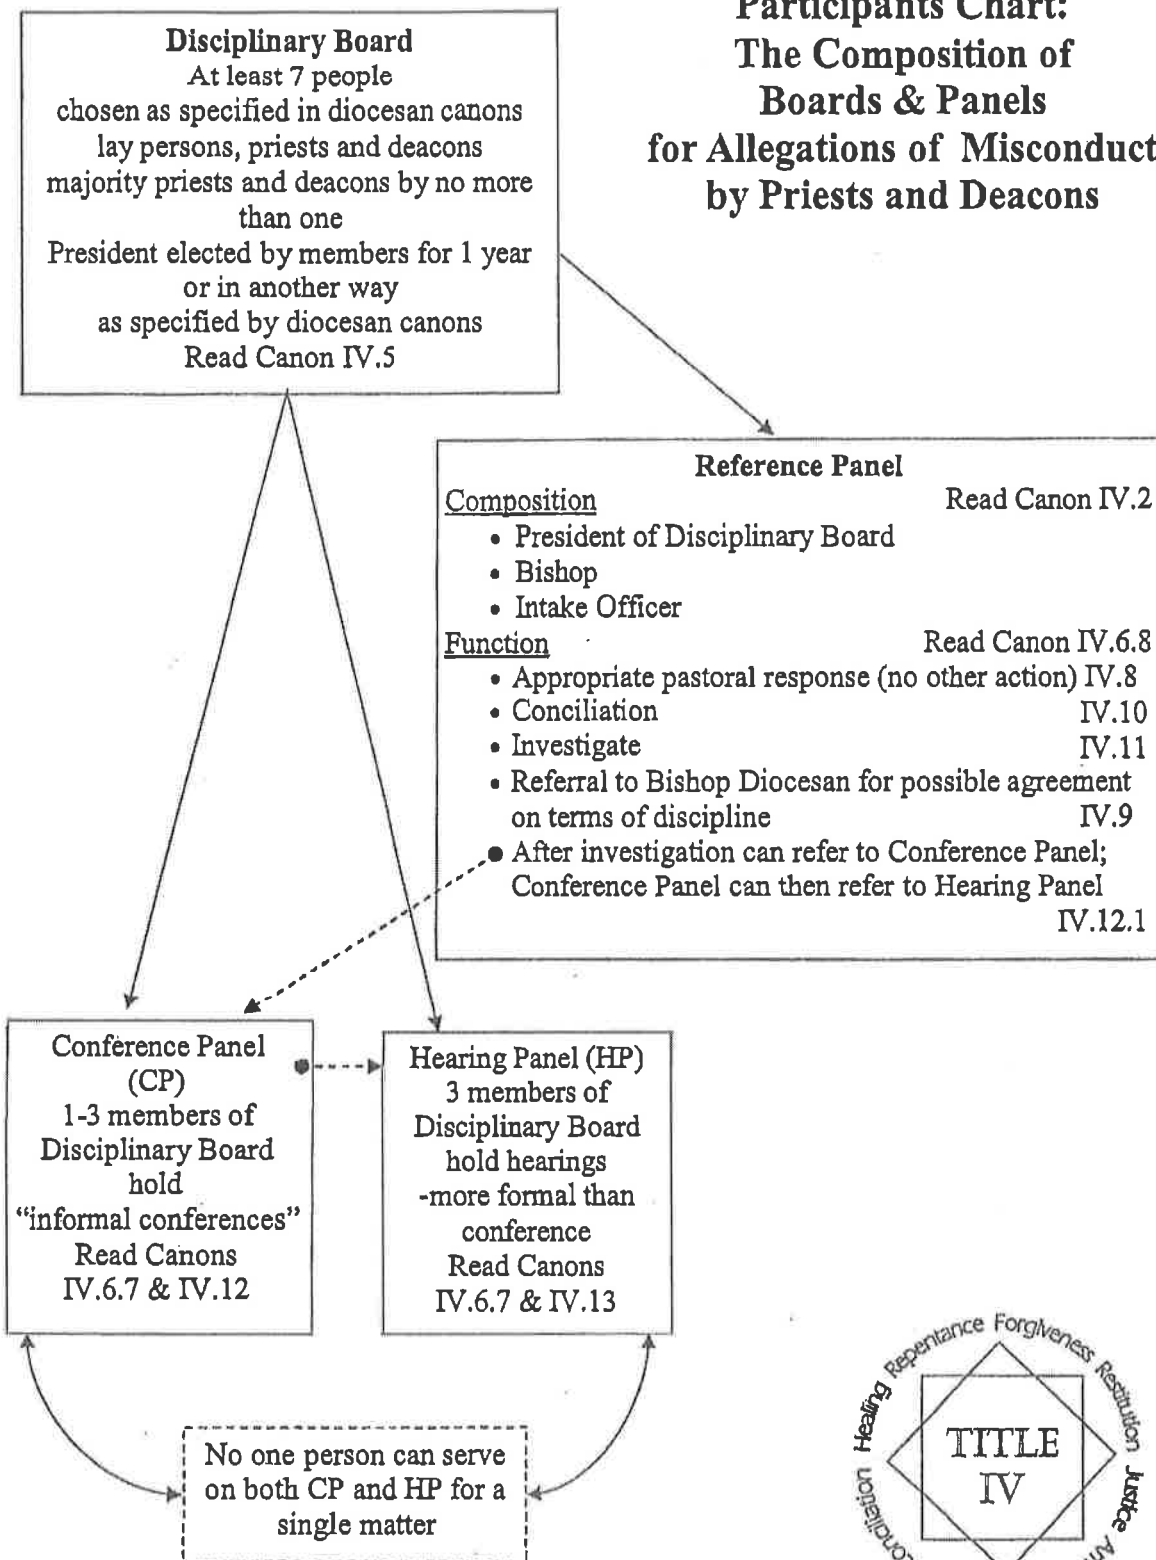 Participants Chart:
The Composition of
Boards & Panels
for Allegations of Misconduct
by Priests and Deacons
Disciplinary Board
At least 7 people
chosen as specified in diocesan canons
lay persons, priests and deacons
majority priests and deacons by no more
than one
President elected by members for 1 year
or in another way
as specified by diocesan canons
Read Canon IV.5
Reference Panel
Composition Read Canon IV.2
• President of Disciplinary Board
• Bishop
• Intake Officer
Function Read Canon IV.6.8
• Appropriate pastoral response (no other action) IV.8
• Conciliation IV.10
• Investigate IV.11
• Referral to Bishop Diocesan for possible agreement
on terms of discipline IV.9
• After investigation can refer to Conference Panel;
Conference Panel can then refer to Hearing Panel
IV.12.1
Conference Panel
(CP)
1-3 members of
Disciplinary Board
hold
“informal conferences”
Read Canons
IV.6.7 & IV.12
Hearing Panel (HP)
3 members of
Disciplinary Board
hold hearings
-more formal than
conference
Read Canons
IV.6.7 & IV.13
No one person can serve
on both CP and HP for a
single matter
Healing Repentance Forgiveness Restitution Justice
TITLE
IV